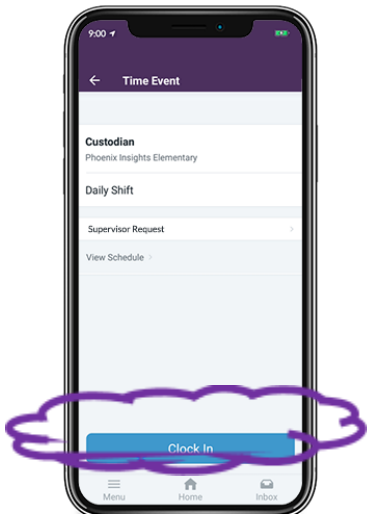 9:00
Time Event
Custodian
Phoenix Insights Elementary
Daily Shift
Supervisor Request
View Schedule
Clock In
Menu
Home
Inbox